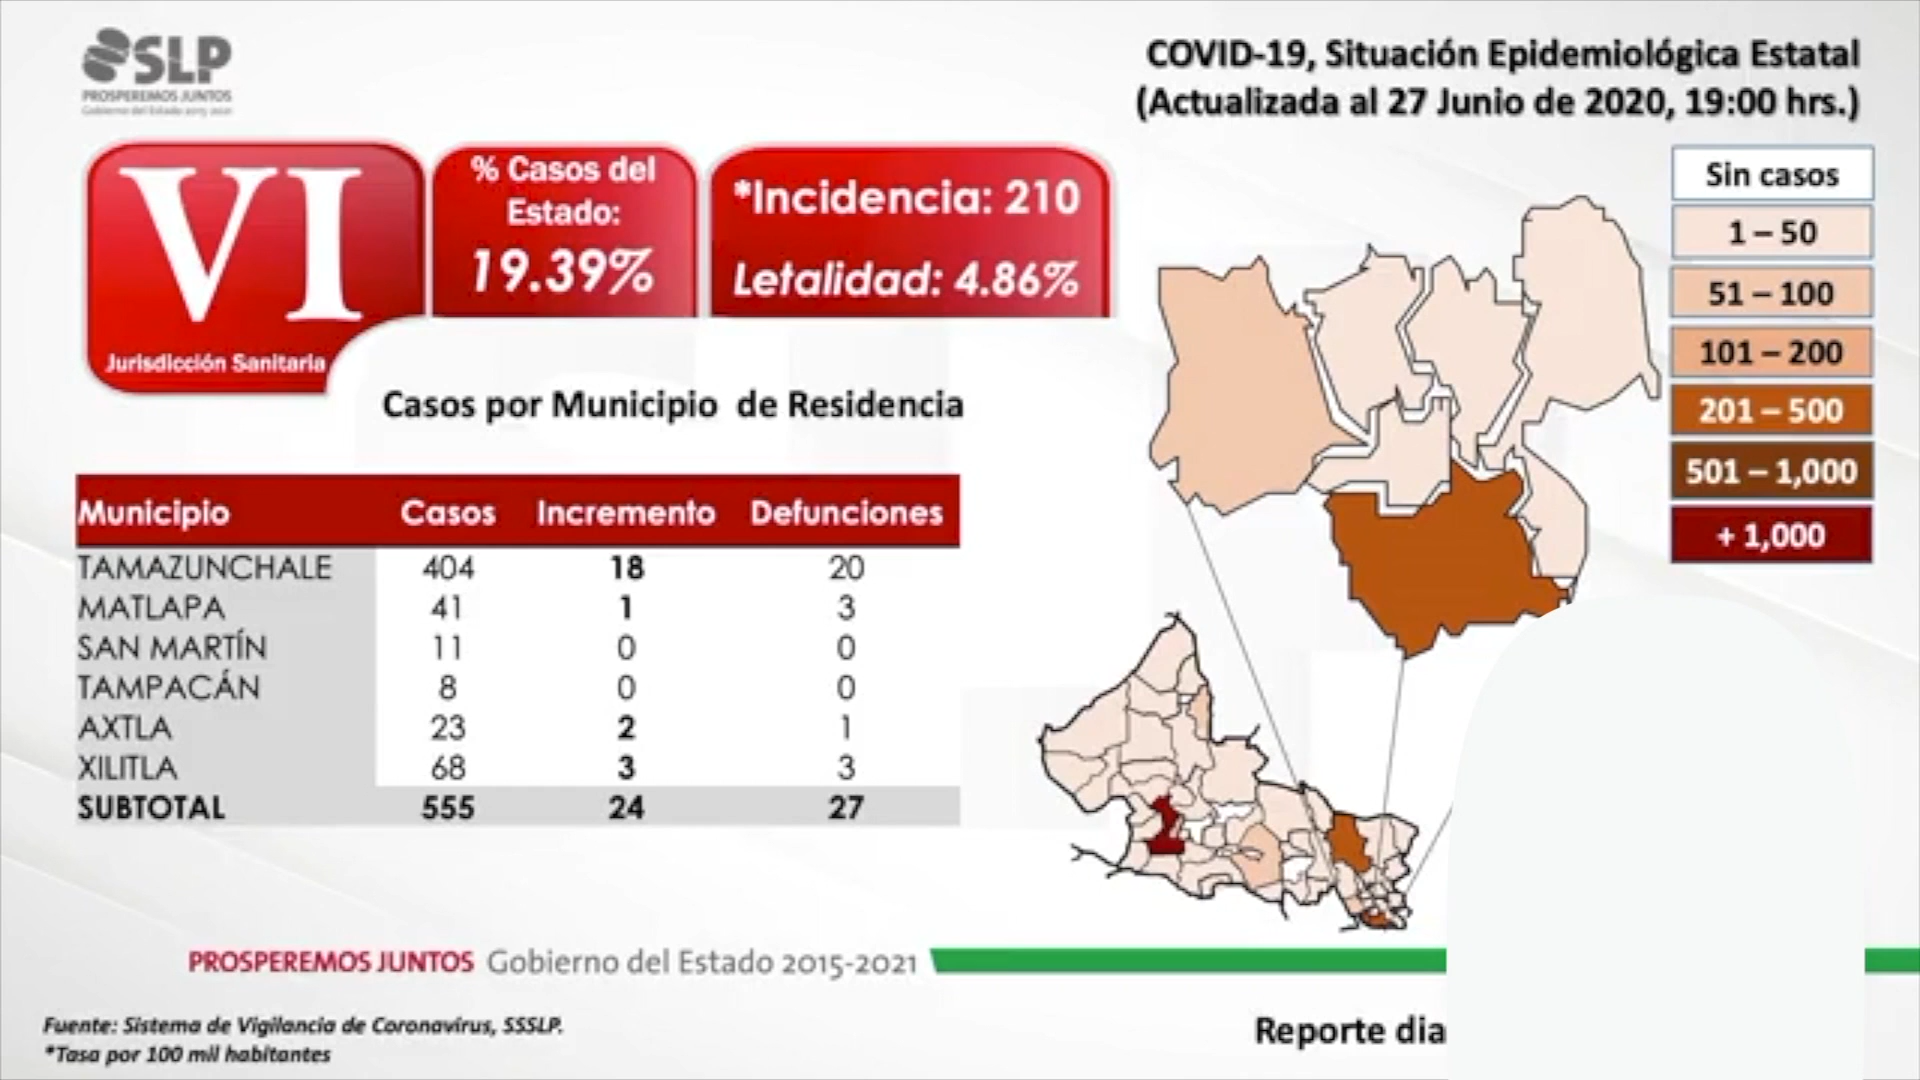 SLP
PROSPEREMOS JUNTOS
Gobierno del Estado 2015-2021
COVID-19, Situación Epidemiológica Estatal
(Actualizada al 27 Junio de 2020, 19:00 hrs.)
VI
Jurisdicción Sanitaria
% Casos del
Estado:
19.39%
*Incidencia: 210
Letalidad: 4.86%
Sin casos
1 – 50
51 – 100
101 – 200
201 – 500
501 – 1,000
+ 1,000
Casos por Municipio de Residencia
Municipio Casos Incremento Defunciones
TAMAZUNCHALE 404 18 20
MATLAPA 41 1 3
SAN MARTÍN 11 0 0
TAMPACÁN 8 0 0
AXTLA 23 2 1
XILITLA 68 3 3
SUBTOTAL 555 24 27
PROSPEREMOS JUNTOS Gobierno del Estado 2015-2021
Fuente: Sistema de Vigilancia de Coronavirus, SSSLP.
*Tasa por 100 mil habitantes
Reporte dia